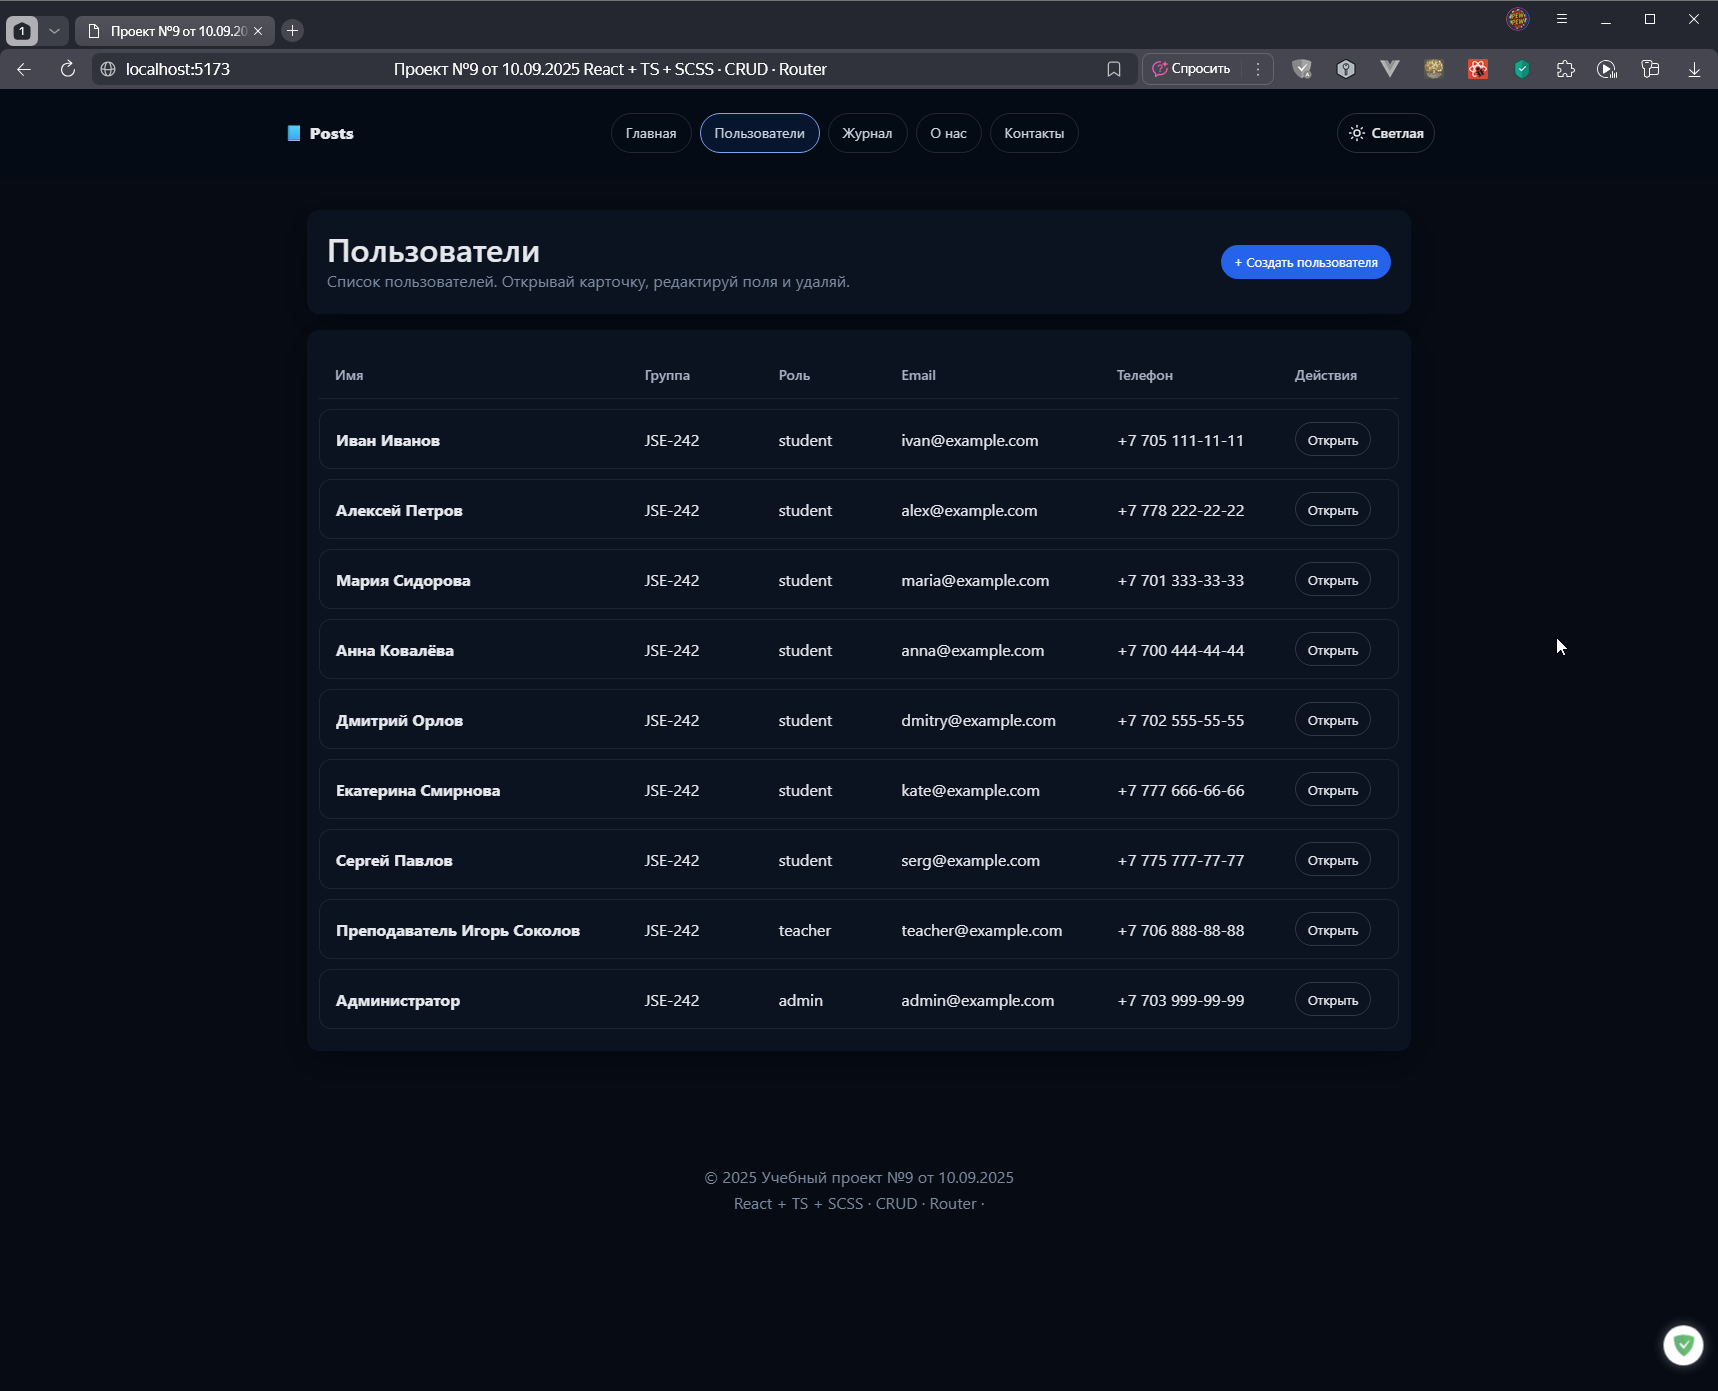 1
Проект №9 от 10.09.20
localhost:5173
Проект №9 от 10.09.2025 React + TS + SCSS · CRUD · Router
Спросить
Posts
Главная
Пользователи
Журнал
О нас
Контакты
Светлая
Пользователи
Список пользователей. Открывай карточку, редактируй поля и удаляй.
+ Создать пользователя
Имя Группа Роль Email Телефон Действия
Иван Иванов JSE-242 student ivan@example.com +7 705 111-11-11 Открыть
Алексей Петров JSE-242 student alex@example.com +7 778 222-22-22 Открыть
Мария Сидорова JSE-242 student maria@example.com +7 701 333-33-33 Открыть
Анна Ковалёва JSE-242 student anna@example.com +7 700 444-44-44 Открыть
Дмитрий Орлов JSE-242 student dmitry@example.com +7 702 555-55-55 Открыть
Екатерина Смирнова JSE-242 student kate@example.com +7 777 666-66-66 Открыть
Сергей Павлов JSE-242 student serg@example.com +7 775 777-77-77 Открыть
Преподаватель Игорь Соколов JSE-242 teacher teacher@example.com +7 706 888-88-88 Открыть
Администратор JSE-242 admin admin@example.com +7 703 999-99-99 Открыть
© 2025 Учебный проект №9 от 10.09.2025
React + TS + SCSS · CRUD · Router ·